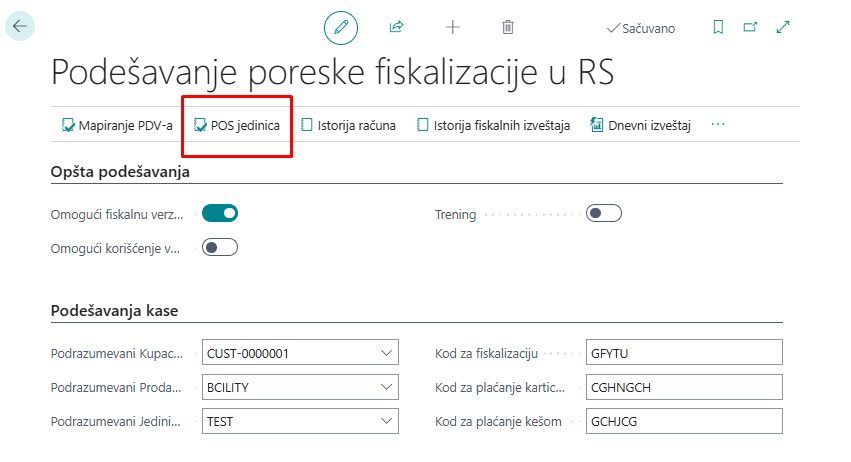 Sačuvano
Podešavanje poreske fiskalizacije u RS
Mapiranje PDV-a POS jedinica Istorija računa Istorija fiskalnih izveštaja Dnevni izveštaj ...
Opšta podešavanja
Omogući fiskalnu verz... Trening
Omogući korišćenje v...
Podešavanja kase
Podrazumevani Kupac... CUST-0000001 Kod za fiskalizaciju GFYTU
Podrazumevani Proda... BCILITY Kod za plaćanje kartic... CGHNGCH
Podrazumevani Jedini... TEST Kod za plaćanje kešom GCHJCG